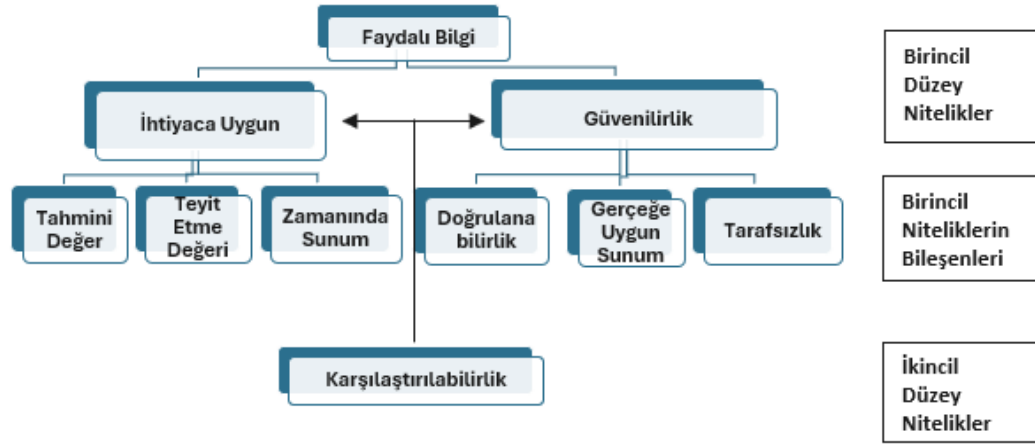 Faydalı Bilgi
Birincil
Düzey
Nitelikler
İhtiyaca Uygun
Güvenilirlik
Tahmini
Değer
Teyit
Etme
Değeri
Zamanında
Sunum
Doğrulana
bilirlik
Gerçeğe
Uygun
Sunum
Tarafsızlık
Birincil
Niteliklerin
Bileşenleri
Karşılaştırılabilirlik
İkincil
Düzey
Nitelikler